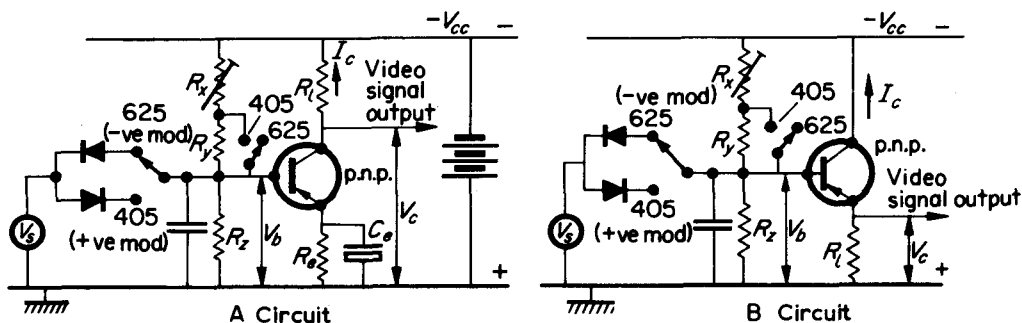 -Vcc -
Ic
Rx
Rl
Video
signal
output
405
625
625
(-ve mod)
Ry
p.n.p.
405
(+ve mod)
Vs
Rz
Vb
Re
Ce
Vc
+
A Circuit
-Vcc -
Rx
Ic
(-ve mod)
625
405
625
Ry
p.n.p.
Video
signal output
405
(+ve mod)
Vs
Rz
Vb
Rl
Vc
+
B Circuit